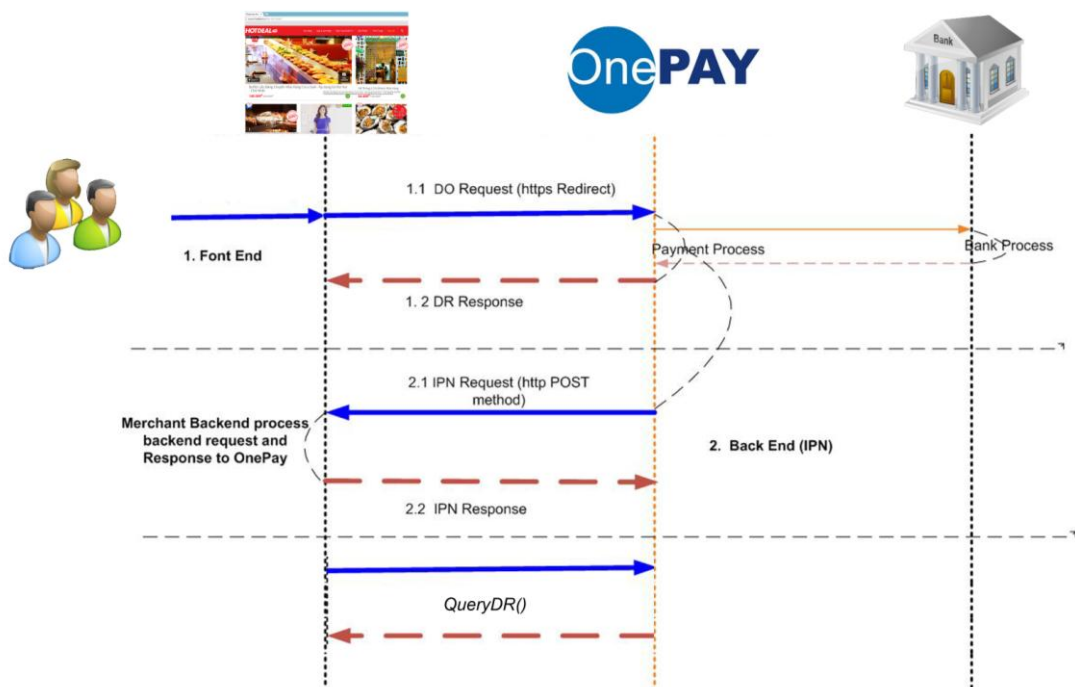 HOTDEAL
OnePAY
Bank
1.1 DO Request (https Redirect)
1. Font End
Payment Process
Bank Process
1. 2 DR Response
2.1 IPN Request (http POST
method)
Merchant Backend process
backend request and
Response to OnePay
2. Back End (IPN)
2.2 IPN Response
QueryDR()